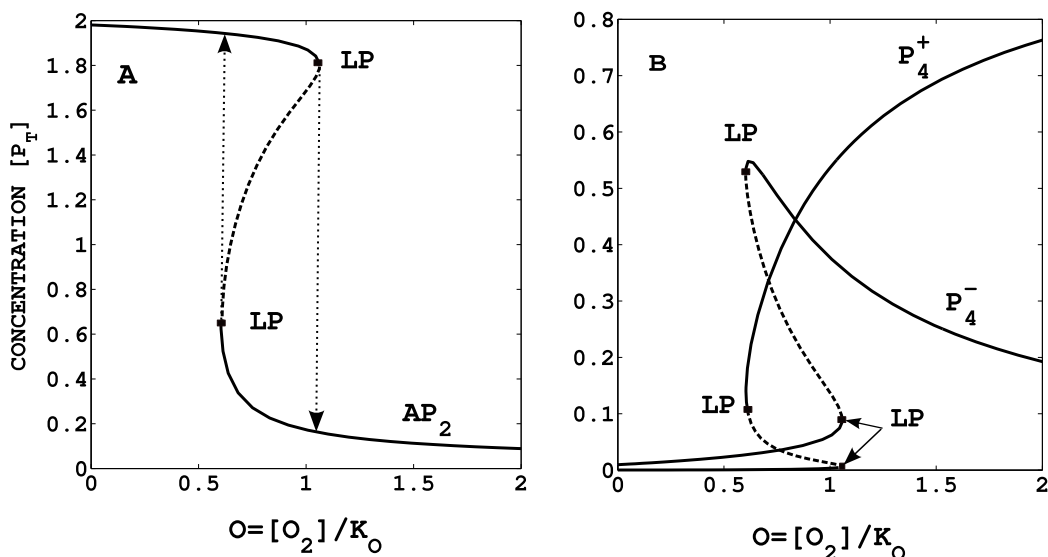 A
CONCENTRATION [P_T]
2
1.8
1.6
1.4
1.2
1
0.8
0.6
0.4
0.2
0
LP
LP
AP_2
0 0.5 1 1.5 2
O=[O_2]/K_O
B
0.8
0.7
0.6
0.5
0.4
0.3
0.2
0.1
0
P_4^+
LP
P_4^-
LP
LP
0 0.5 1 1.5 2
O=[O_2]/K_O